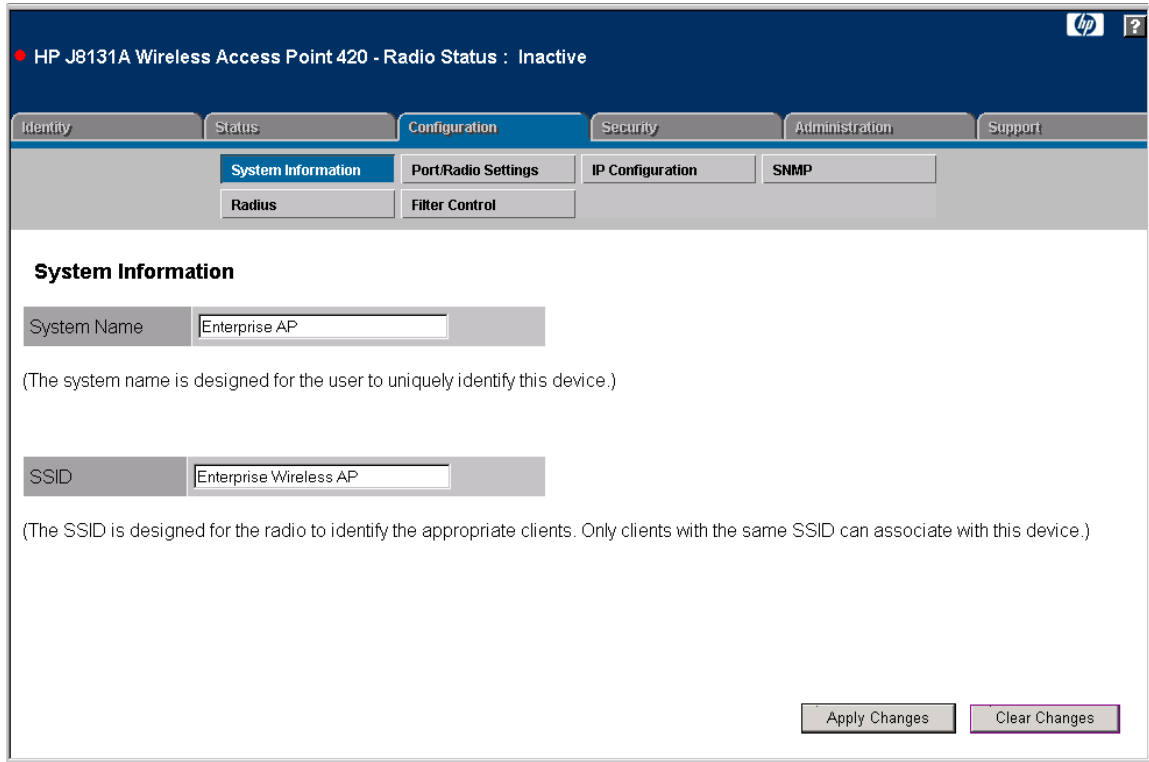 hp ?
HP J8131A Wireless Access Point 420 - Radio Status : Inactive
Identity Status Configuration Security Administration Support
System Information Port/Radio Settings IP Configuration SNMP
Radius Filter Control
System Information
System Name Enterprise AP
(The system name is designed for the user to uniquely identify this device.)
SSID Enterprise Wireless AP
(The SSID is designed for the radio to identify the appropriate clients. Only clients with the same SSID can associate with this device.)
Apply Changes Clear Changes